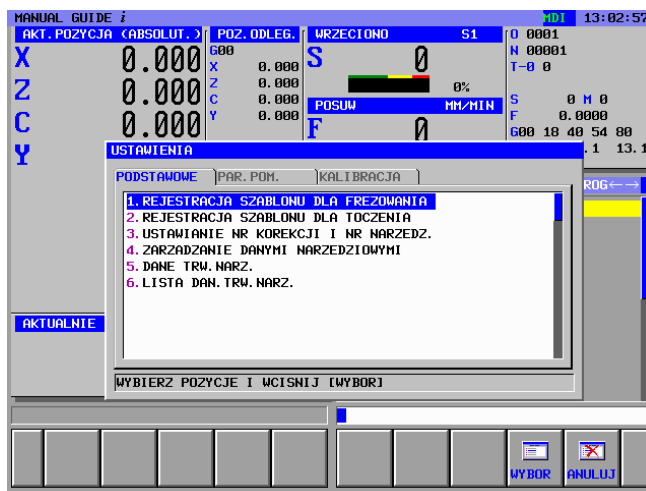 MANUAL GUIDE i MDI 13:02:57
AKT.POZYCJA (ABSOLUT.) POZ.ODLEG. WRZECIONO S1 O 0001
X 0.000 G00 S 0 N 00001
X 0.000 T-0 0
Z 0.000 Z 0.000 0%
C 0.000 C 0.000 POSUW MM/MIN S 0 M 0
Y 0.000 F 0 F 0.0000
G00 18 40 54 80
Y .1 13.1
USTAWIENIA
PODSTAWOWE PAR.POM. KALIBRACJA ROG←→
1.REJESTRACJA SZABLONU DLA FREZOWANIA
2.REJESTRACJA SZABLONU DLA TOCZENIA
3.USTAWIANIE NR KOREKCJI I NR NARZEDZ.
4.ZARZADZANIE DANYMI NARZEDZIOWYMI
5.DANE TRW.NARZ.
6.LISTA DAN.TRW.NARZ.
AKTUALNIE
WYBIERZ POZYCJE I WCISNIJ [WYBOR]
WYBOR ANULUJ